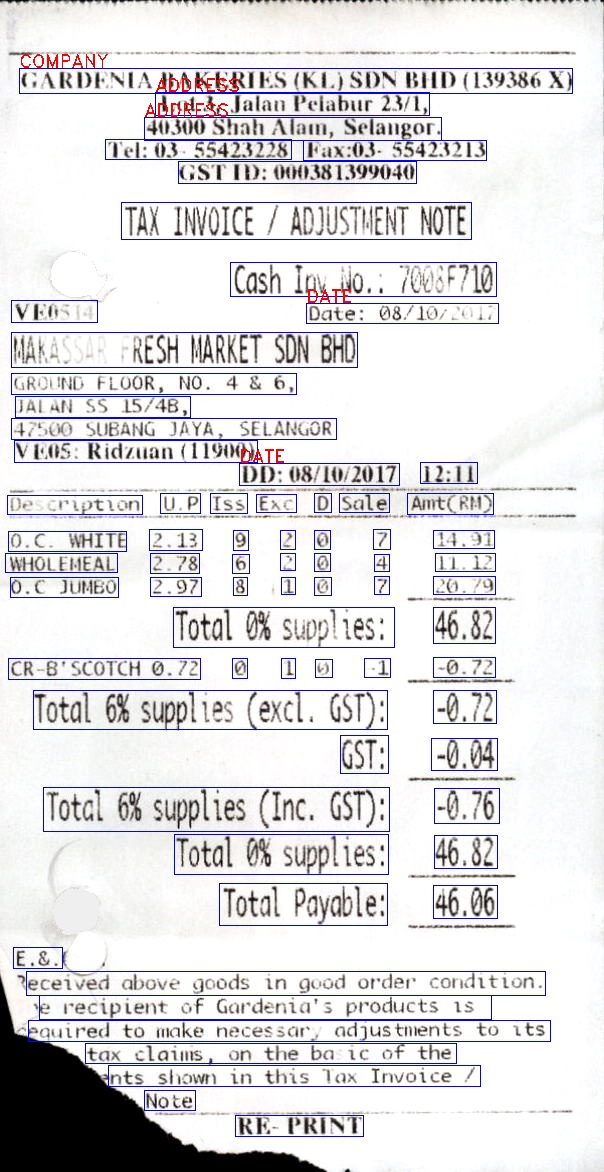 COMPANY
GARDENIA BAKERIES (KL) SDN BHD (139386 X)
ADDRESS
Lot 3, Jalan Pelabur 23/1,
ADDRESS
40300 Shah Alam, Selangor.
Tel: 03- 55423228 Fax:03- 55423213
GST ID: 000381399040
TAX INVOICE / ADJUSTMENT NOTE
Cash Inv No.: 7008F710
DATE
VE0514 Date: 08/10/2017
MAKASSAR FRESH MARKET SDN BHD
GROUND FLOOR, NO. 4 & 6,
JALAN SS 15/4B,
47500 SUBANG JAYA, SELANGOR
VE05: Ridzuan (11900)
DATE
DD: 08/10/2017 12:11
Description U.P Iss Exc D Sale Amt(RM)
O.C. WHITE 2.13 9 2 0 7 14.91
WHOLEMEAL 2.78 6 2 0 4 11.12
O.C JUMBO 2.97 8 1 0 7 20.79
Total 0% supplies: 46.82
CR-B'SCOTCH 0.72 0 1 0 -1 -0.72
Total 6% supplies (excl. GST): -0.72
GST: -0.04
Total 6% supplies (Inc. GST): -0.76
Total 0% supplies: 46.82
Total Payable: 46.06
E.&.
eceived above goods in good order condition.
e recipient of Gardenia's products is
equired to make necessary adjustments to its
tax claims, on the ba ic of the
ents shown in this Tax Invoice /
Note
RE- PRINT